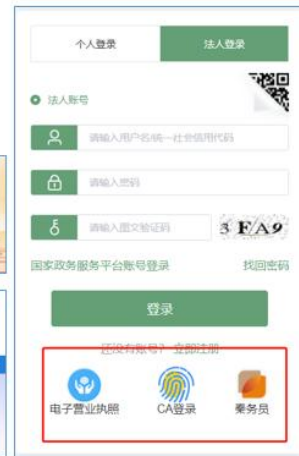 个人登录
法人登录
法人账号
请输入用户名/统一社会信用代码
请输入密码
请输入图文验证码
3 FA9
国家政务服务平台账号登录
找回密码
登录
还没有账号? 立即注册
电子营业执照
CA登录
秦务员